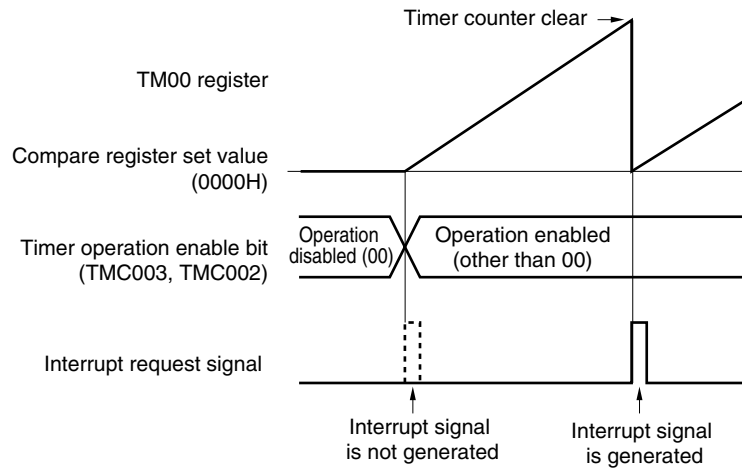 Timer counter clear
TM00 register
Compare register set value
(0000H)
Timer operation enable bit
(TMC003, TMC002)
Operation
disabled (00)
Operation enabled
(other than 00)
Interrupt request signal
Interrupt signal
is not generated
Interrupt signal
is generated